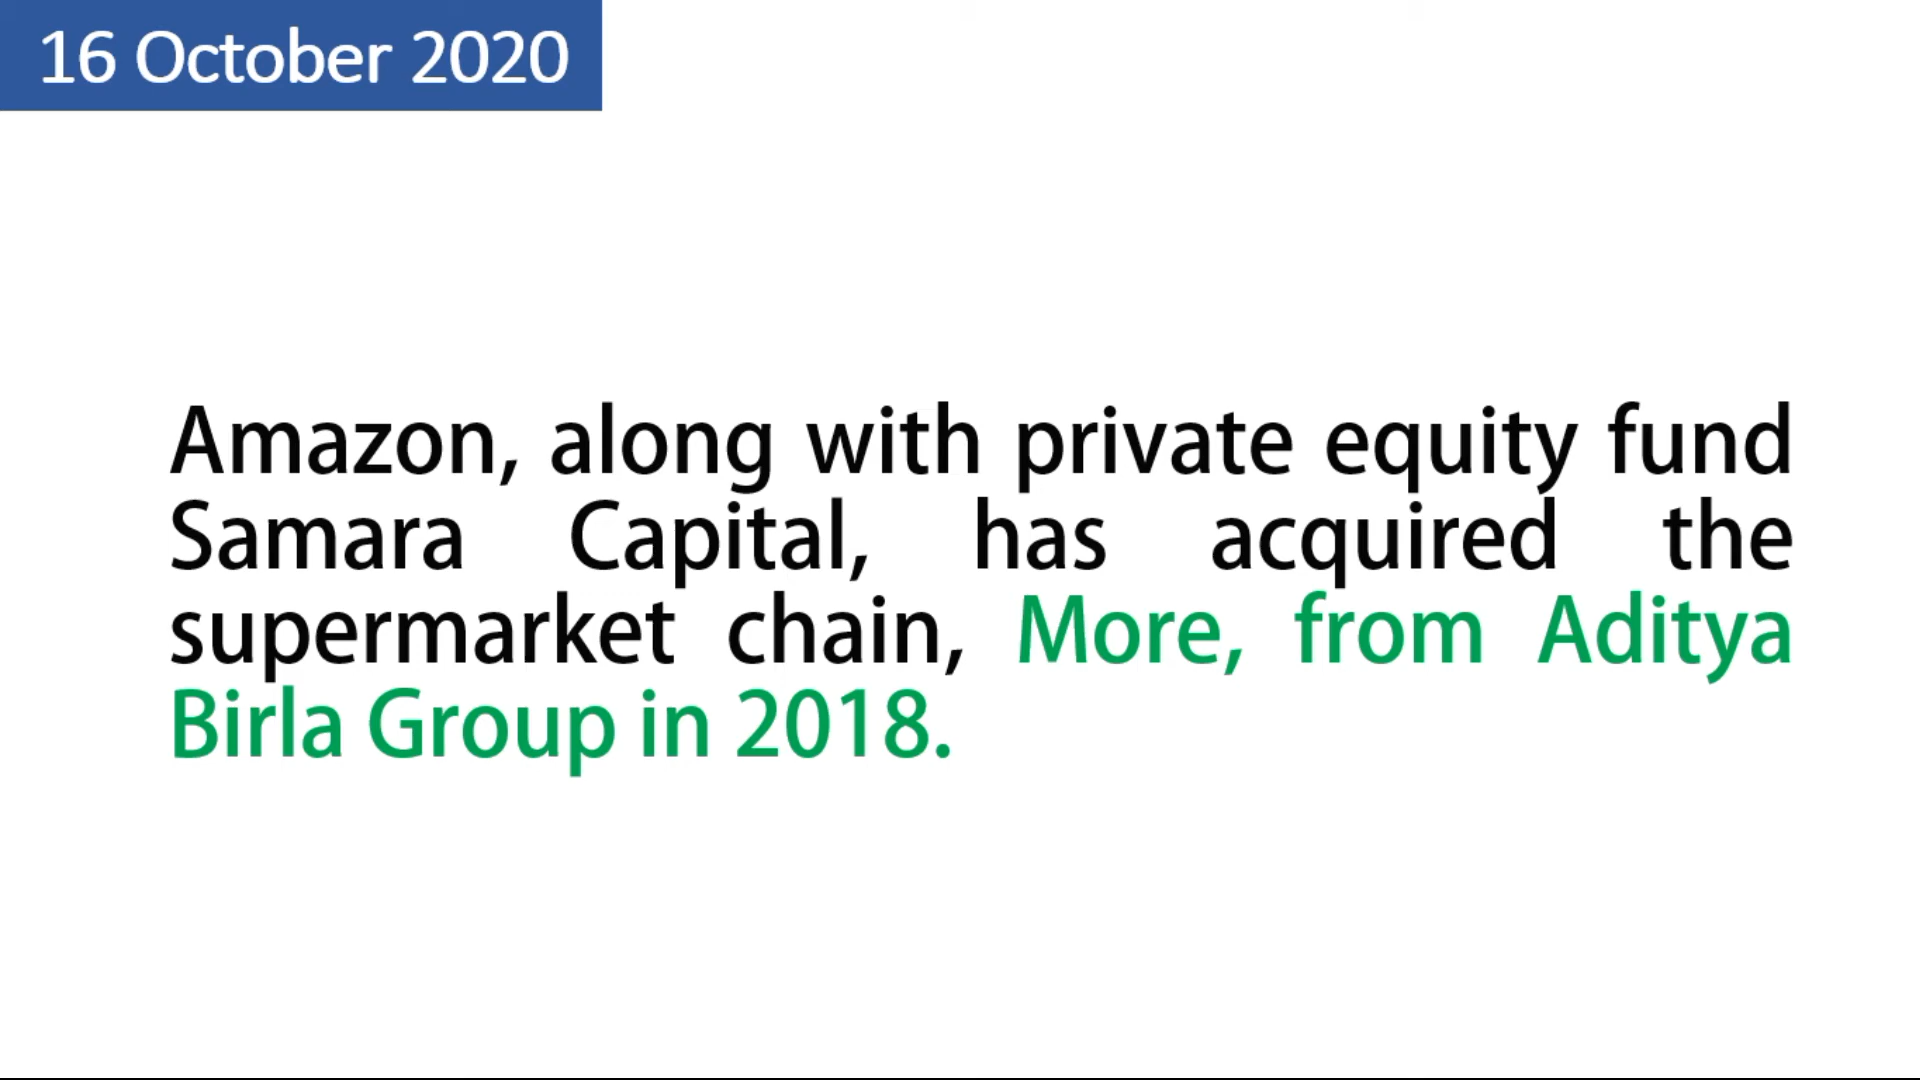 16 October 2020
Amazon, along with private equity fund
Samara Capital, has acquired the
supermarket chain, More, from Aditya
Birla Group in 2018.